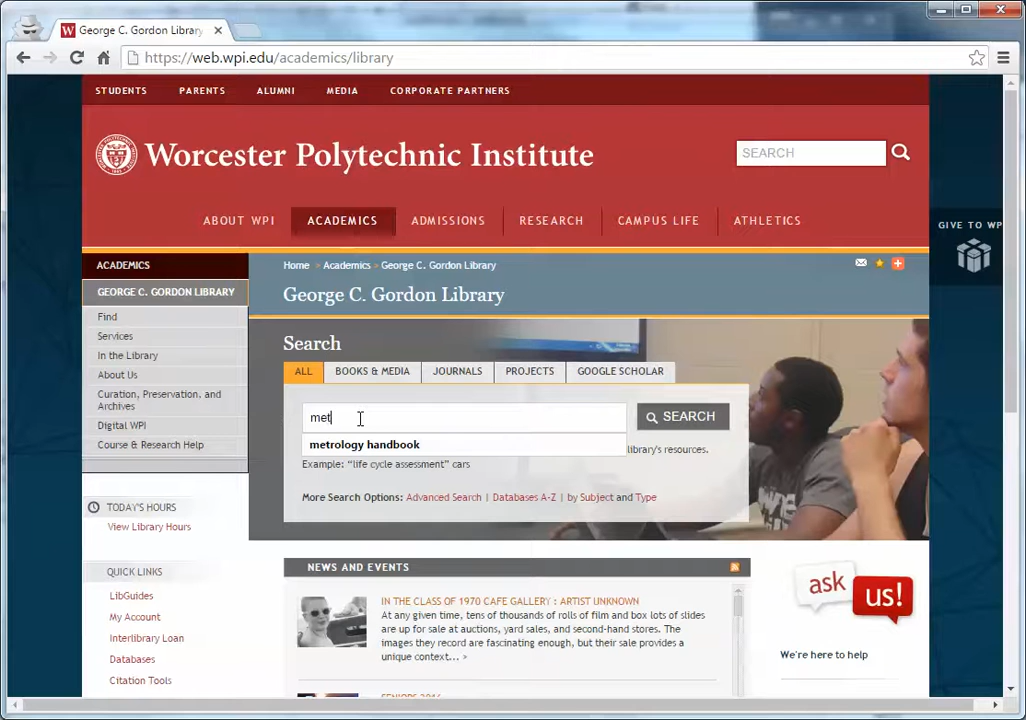 George C. Gordon Library
https://web.wpi.edu/academics/library
STUDENTS PARENTS ALUMNI MEDIA CORPORATE PARTNERS
Worcester Polytechnic Institute
SEARCH
ABOUT WPI ACADEMICS ADMISSIONS RESEARCH CAMPUS LIFE ATHLETICS
GIVE TO WP
ACADEMICS
GEORGE C. GORDON LIBRARY
Find
Services
In the Library
About Us
Curation, Preservation, and
Archives
Digital WPI
Course & Research Help
TODAY'S HOURS
View Library Hours
QUICK LINKS
LibGuides
My Account
Interlibrary Loan
Databases
Citation Tools
Home > Academics > George C. Gordon Library
George C. Gordon Library
Search
ALL BOOKS & MEDIA JOURNALS PROJECTS GOOGLE SCHOLAR
met
SEARCH
metrology handbook
library's resources.
Example: "life cycle assessment" cars
More Search Options: Advanced Search | Databases A-Z | by Subject and Type
NEWS AND EVENTS
IN THE CLASS OF 1970 CAFE GALLERY : ARTIST UNKNOWN
At any given time, tens of thousands of rolls of film and box lots of slides
are up for sale at auctions, yard sales, and second-hand stores. The
images they record are fascinating enough, but their sale provides a
unique context... >
ask
us!
We're here to help